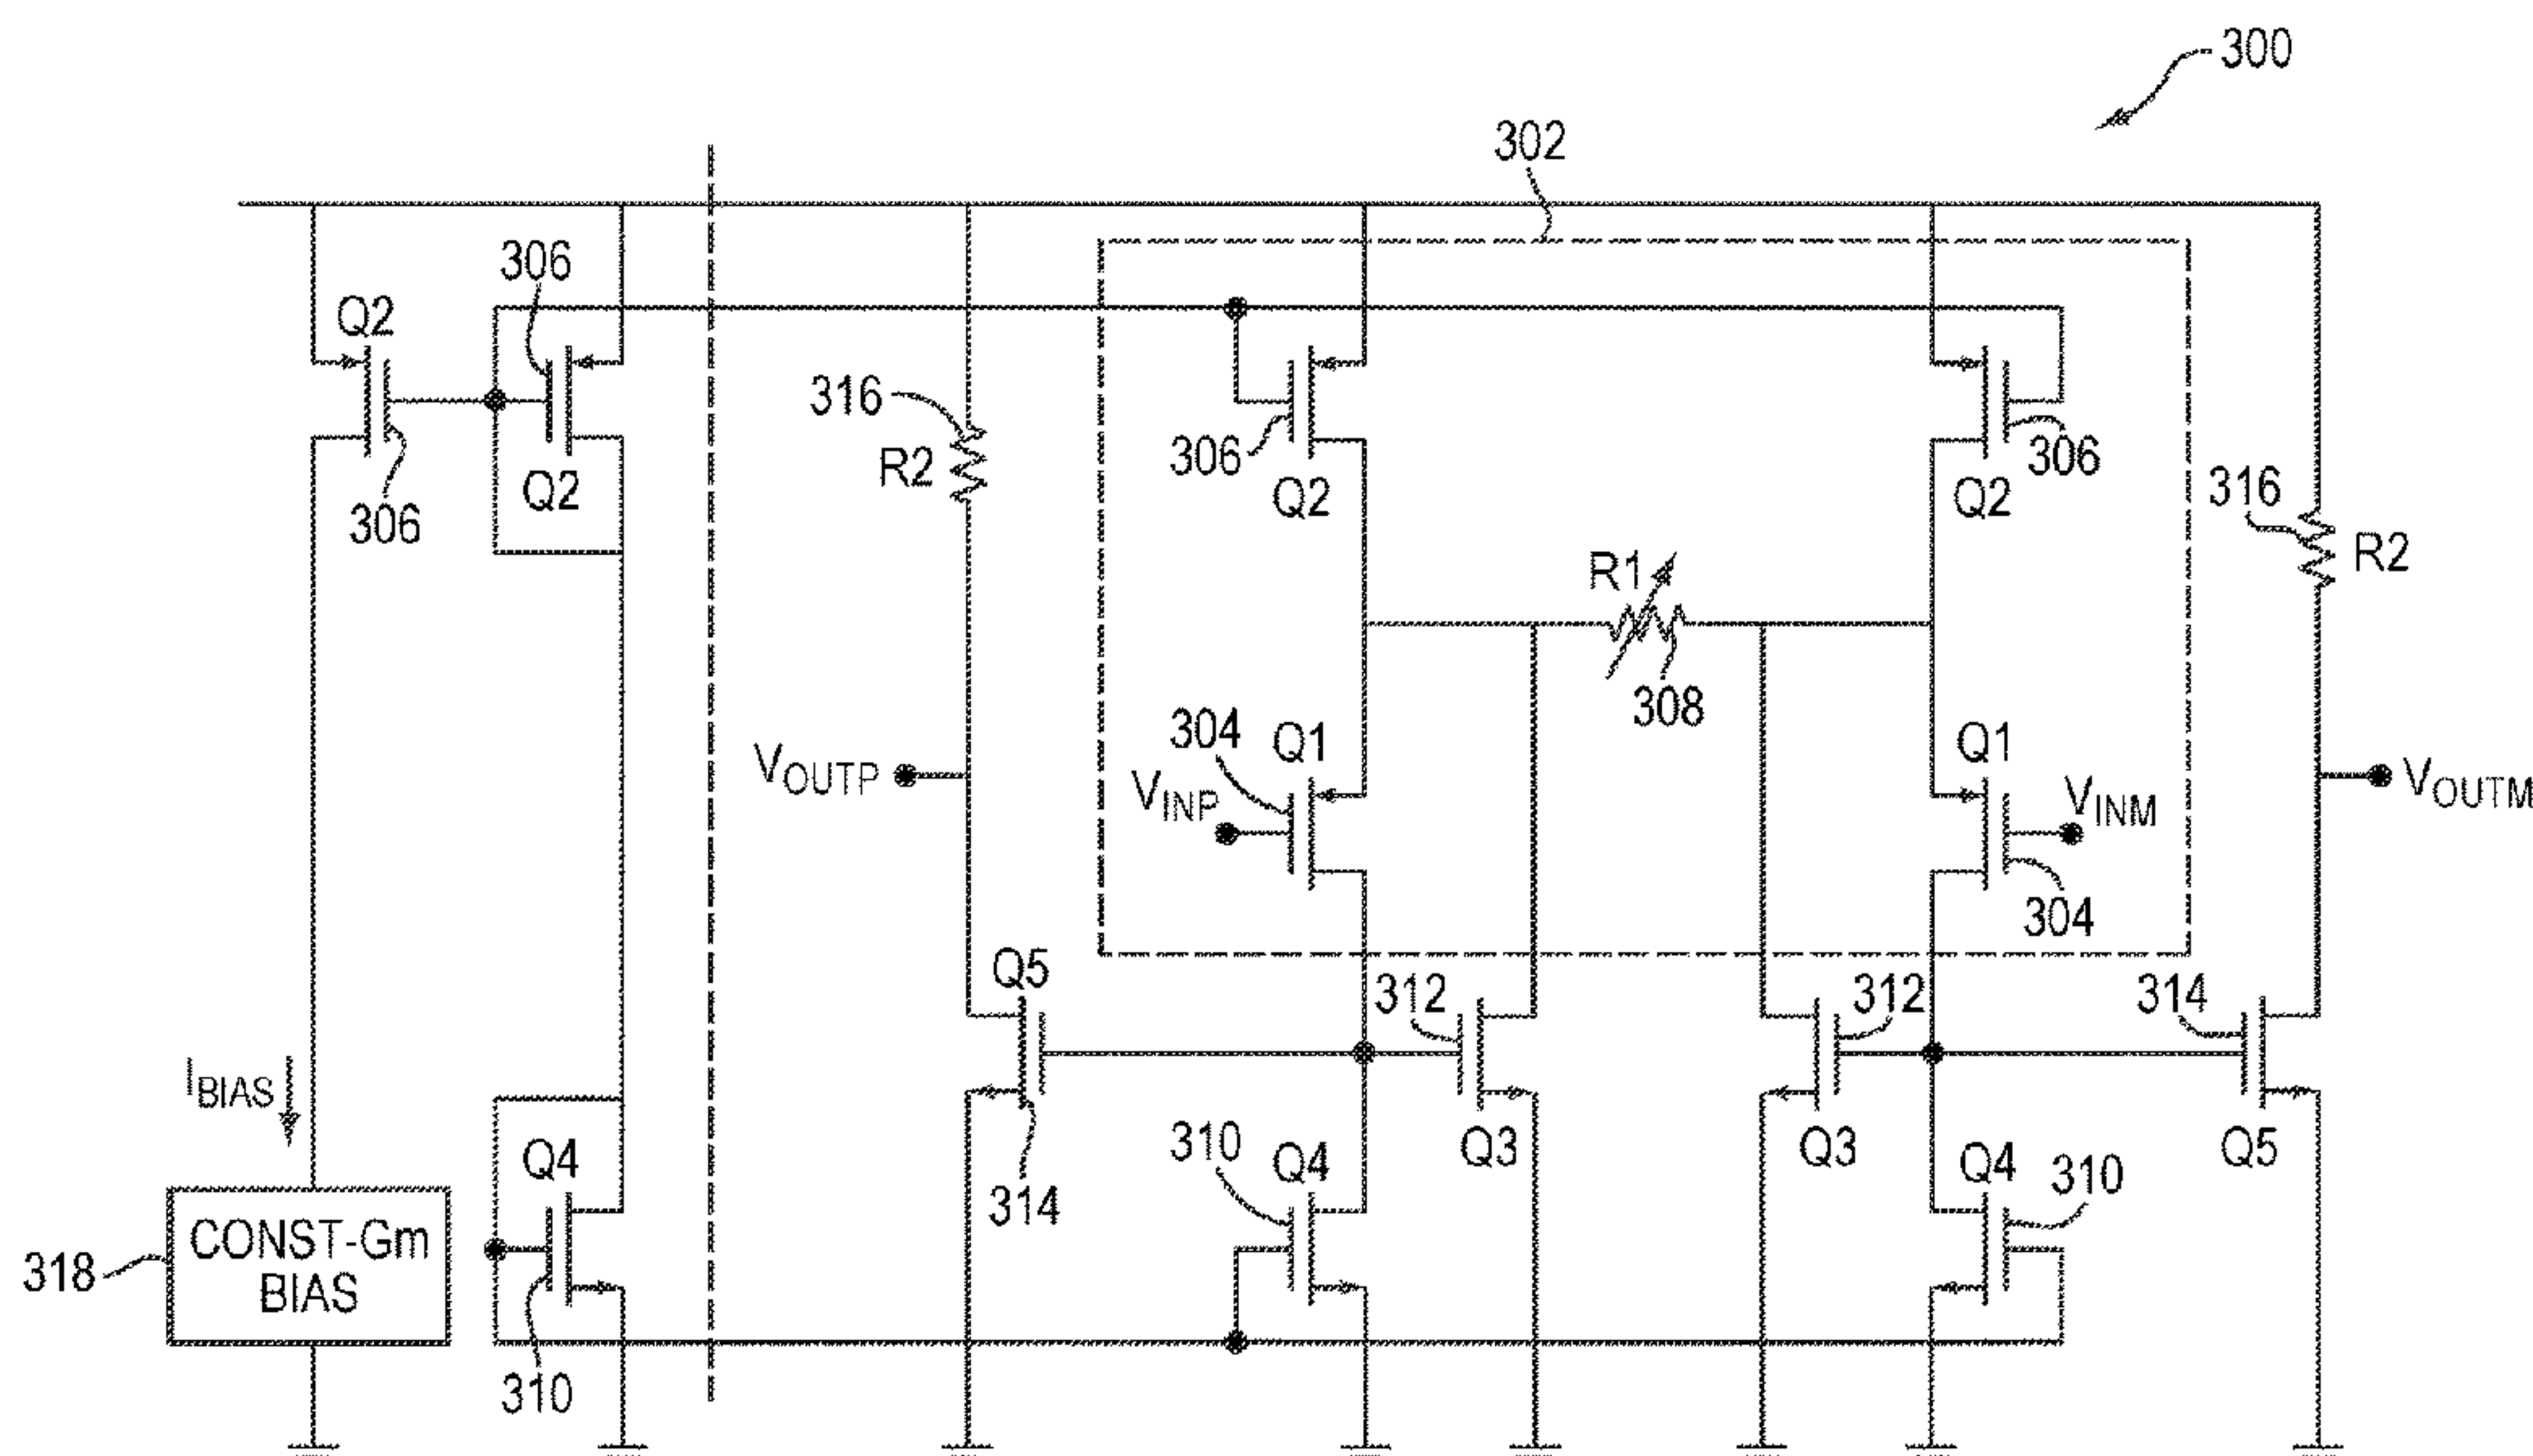 300
302
306
Q2
316
R2
306
Q2
306
Q2
306
Q2
316
R2
306
R1
308
304
Q1
Q1
VOUTP
VINP
VINM
VOUTM
304
Q5
312
312
314
IBIAS
Q4
310
Q4
Q3
Q3
Q4
310
Q5
314
CONST-Gm
BIAS
318
310